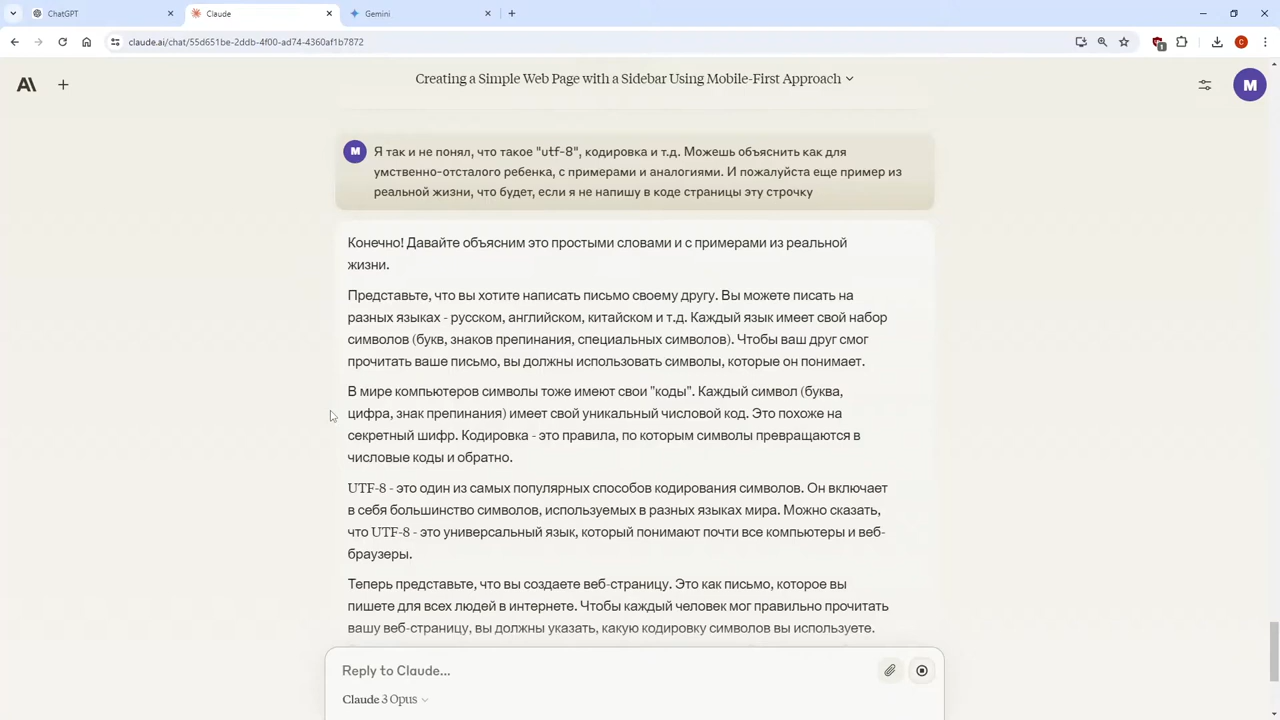 ChatGPT
Claude
Gemini
claude.ai/chat/55d651be-2ddb-4f00-ad74-4360af1b7872
1
C
Creating a Simple Web Page with a Sidebar Using Mobile-First Approach
M
M
Я так и не понял, что такое "utf-8", кодировка и т.д. Можешь объяснить как для
умственно-отсталого ребенка, с примерами и аналогиями. И пожалуйста еще пример из
реальной жизни, что будет, если я не напишу в коде страницы эту строчку
Конечно! Давайте объясним это простыми словами и с примерами из реальной
жизни.
Представьте, что вы хотите написать письмо своему другу. Вы можете писать на
разных языках - русском, английском, китайском и т.д. Каждый язык имеет свой набор
символов (букв, знаков препинания, специальных символов). Чтобы ваш друг смог
прочитать ваше письмо, вы должны использовать символы, которые он понимает.
В мире компьютеров символы тоже имеют свои "коды". Каждый символ (буква,
цифра, знак препинания) имеет свой уникальный числовой код. Это похоже на
секретный шифр. Кодировка - это правила, по которым символы превращаются в
числовые коды и обратно.
UTF-8 - это один из самых популярных способов кодирования символов. Он включает
в себя большинство символов, используемых в разных языках мира. Можно сказать,
что UTF-8 - это универсальный язык, который понимают почти все компьютеры и веб-
браузеры.
Теперь представьте, что вы создаете веб-страницу. Это как письмо, которое вы
пишете для всех людей в интернете. Чтобы каждый человек мог правильно прочитать
вашу веб-страницу, вы должны указать, какую кодировку символов вы используете.
Reply to Claude...
Claude 3 Opus